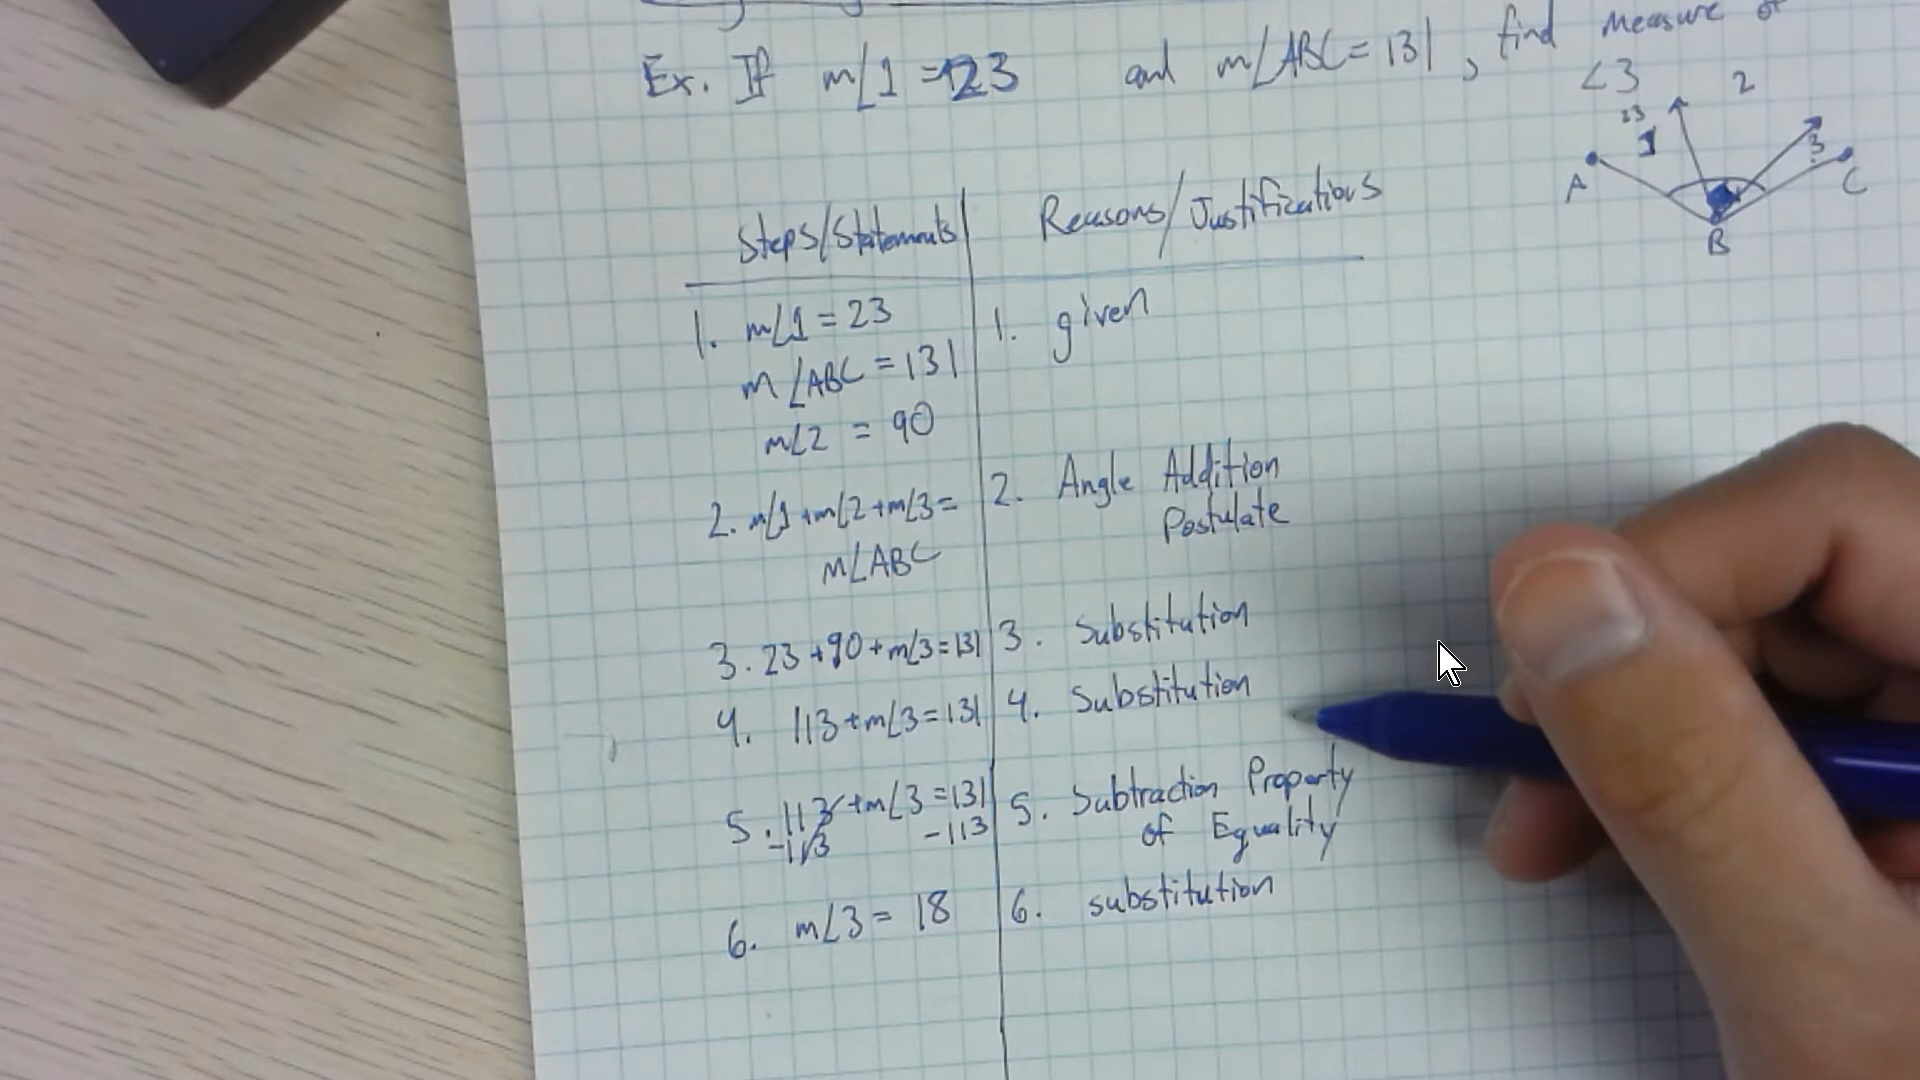 Ex. If m∠1 = 23 and m∠ABC = 131, find measure of
∠3
2
23
1
3
A
C
B
Steps/Statements
Reasons/Justifications
1. m∠1 = 23
1. given
m∠ABC = 131
m∠2 = 90
2. m∠1 + m∠2 + m∠3 =
2. Angle Addition
m∠ABC
Postulate
3. 23 + 90 + m∠3 = 131
3. Substitution
4. 113 + m∠3 = 131
4. Substitution
5. 113 + m∠3 = 131
5. Subtraction Property
-113 -113
of Equality
6. m∠3 = 18
6. substitution